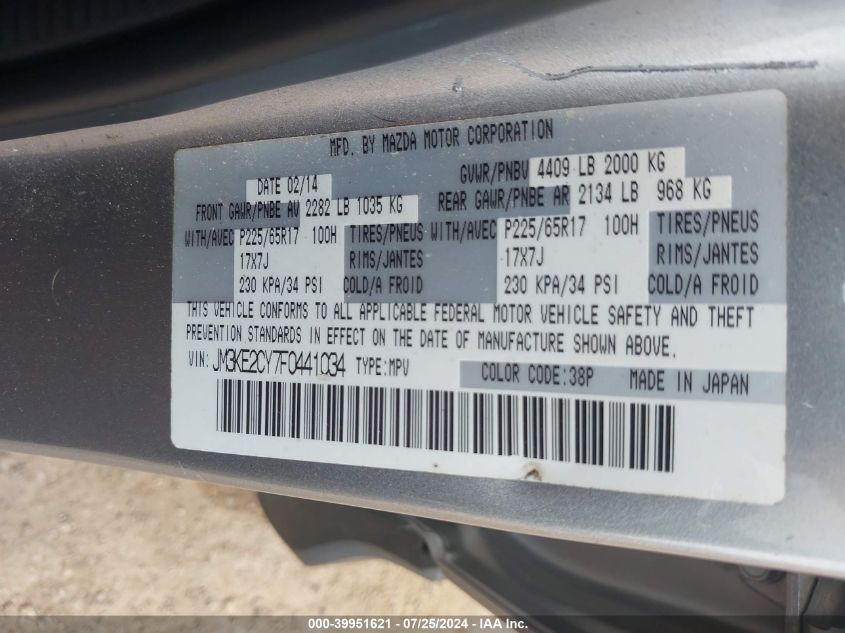 MFD. BY MAZDA MOTOR CORPORATION
DATE 02/14 GVWR/PNBV 4409 LB 2000 KG
FRONT GAWR/PNBE AV 2282 LB 1035 KG REAR GAWR/PNBE AR 2134 LB 968 KG
WITH/AVEC P225/65R17 100H TIRES/PNEUS WITH/AVEC P225/65R17 100H TIRES/PNEUS
17X7J RIMS/JANTES 17X7J RIMS/JANTES
230 KPA/34 PSI COLD/A FROID 230 KPA/34 PSI COLD/A FROID
THIS VEHICLE CONFORMS TO ALL APPLICABLE FEDERAL MOTOR VEHICLE SAFETY AND THEFT
PREVENTION STANDARDS IN EFFECT ON THE DATE OF MANUFACTURE SHOWN ABOVE.
VIN: JM3KE2CY7F0441034 TYPE:MPV COLOR CODE:38P MADE IN JAPAN
000-39951621 - 07/25/2024 - IAA Inc.